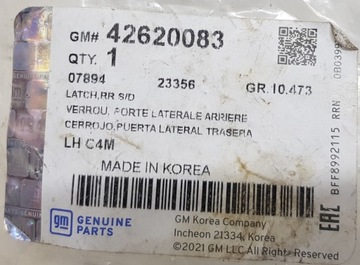 GM# 42620083
QTY. 1
07894 23356 GR.10.473
LATCH,RR S/D
VERROU, PORTE LATERALE ARRIERE
CERROJO,PUERTA LATERAL TRASERA
LH C4M
MADE IN KOREA
gm GENUINE PARTS
GM Korea Company
Incheon 21334, Korea
©2021 GM LLC All Rights Reserved
EAC
BFF8992115 RRN